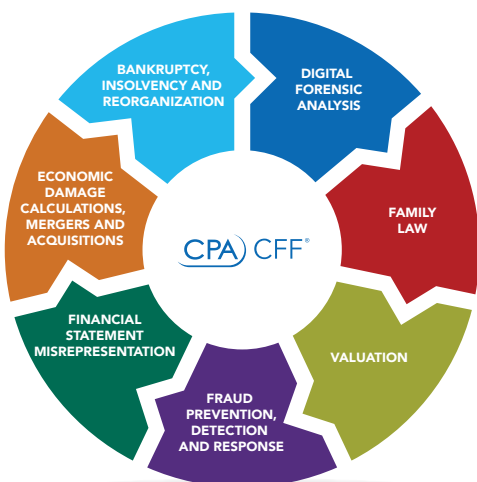 BANKRUPTCY,
INSOLVENCY AND
REORGANIZATION
DIGITAL
FORENSIC
ANALYSIS
ECONOMIC
DAMAGE
CALCULATIONS,
MERGERS AND
ACQUISITIONS
FAMILY
LAW
CPA CFF®
FINANCIAL
STATEMENT
MISREPRESENTATION
VALUATION
FRAUD
PREVENTION,
DETECTION
AND RESPONSE